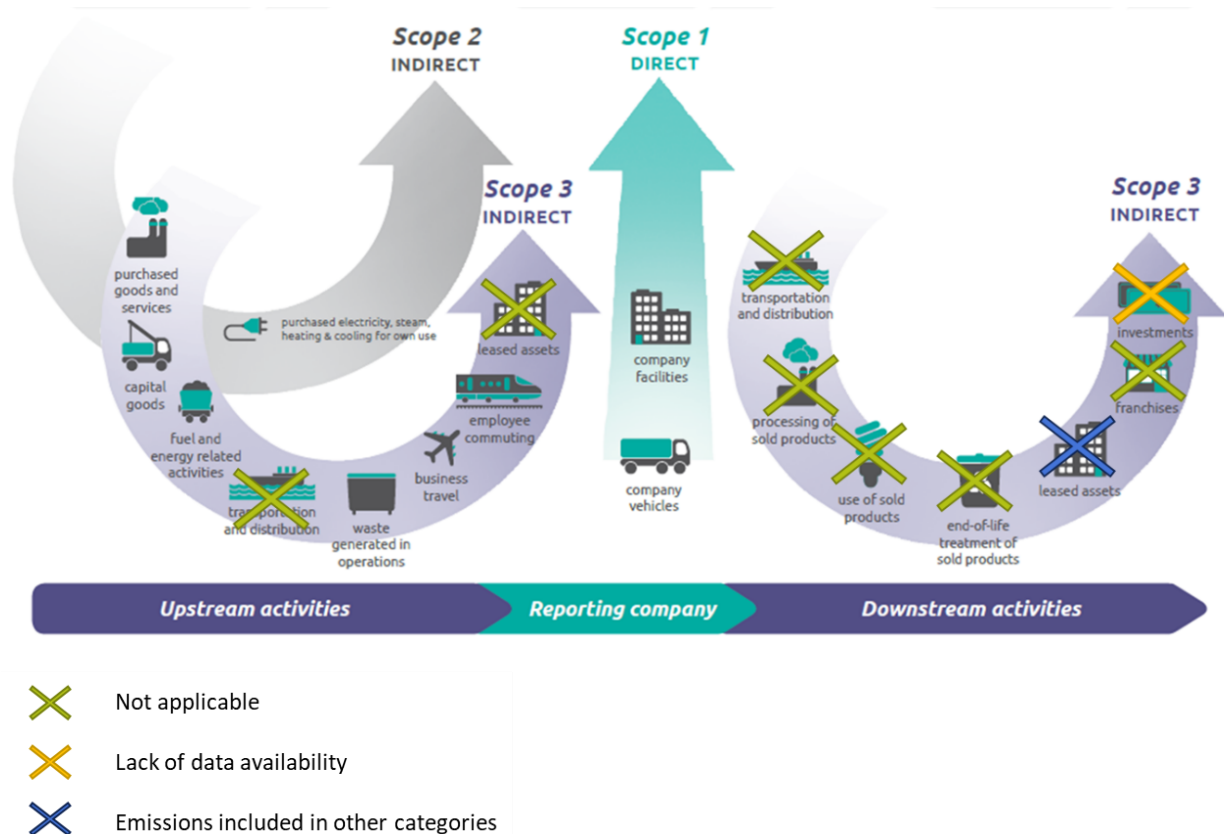 Scope 2
INDIRECT
Scope 1
DIRECT
Scope 3
INDIRECT
Scope 3
INDIRECT
purchased
goods and
services
purchased electricity, steam,
heating & cooling for own use
leased assets
capital
goods
fuel and
energy related
activities
transportation
and distribution
waste
generated in
operations
business
travel
employee
commuting
company
facilities
company
vehicles
transportation
and distribution
processing of
sold products
use of sold
products
end-of-life
treatment of
sold products
leased assets
franchises
investments
Upstream activities
Reporting company
Downstream activities
Not applicable
Lack of data availability
Emissions included in other categories